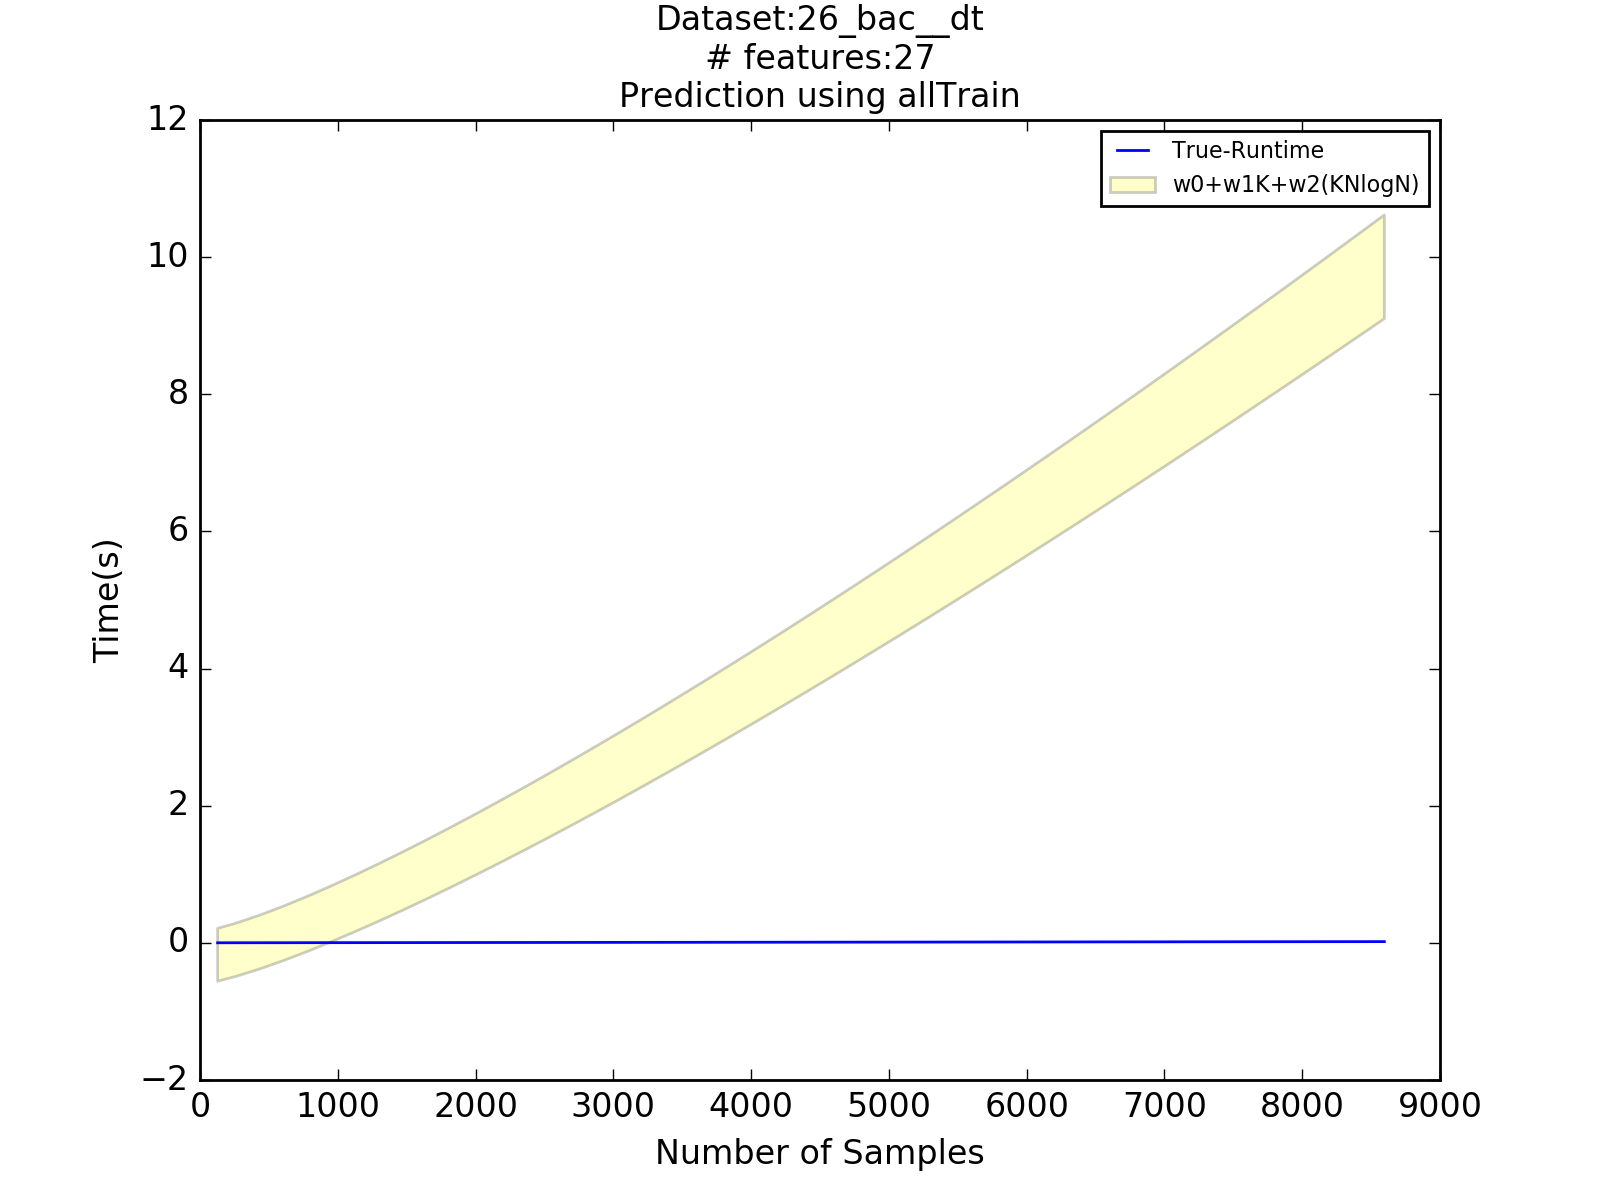 Dataset:26_bac__dt
# features:27
Prediction using allTrain
True-Runtime
w0+w1K+w2(KNlogN)
12
10
8
6
4
2
0
−2
Time(s)
0 1000 2000 3000 4000 5000 6000 7000 8000 9000
Number of Samples